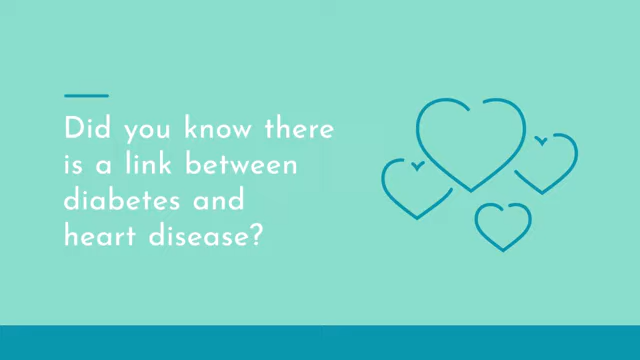 Did you know there
is a link between
diabetes and
heart disease?